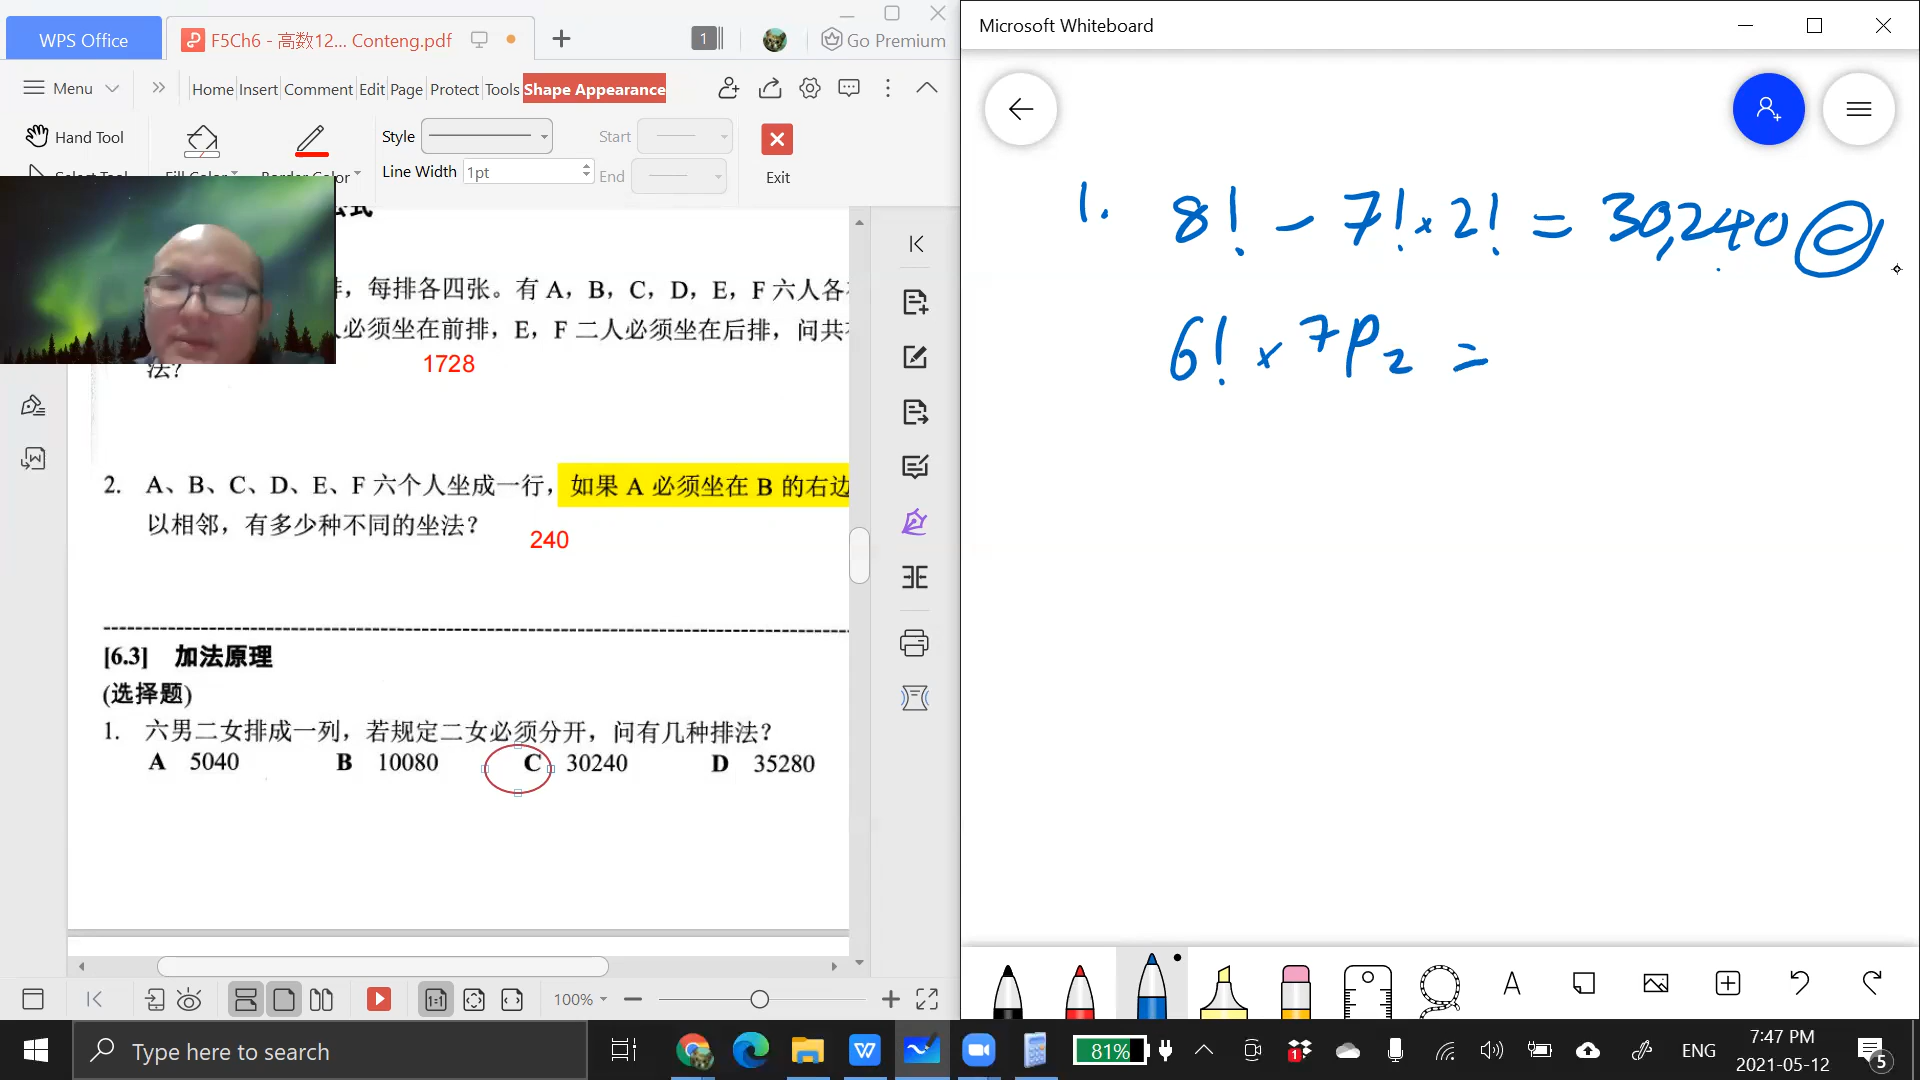 WPS Office
F5Ch6 - 高数12... Conteng.pdf
1
Go Premium
Microsoft Whiteboard
Menu
Home Insert Comment Edit Page Protect Tools Shape Appearance
Hand Tool
Style
Start
Line Width 1pt
End
Exit
，每排各四张。有 A，B，C，D，E，F 六人各
人必须坐在前排，E，F 二人必须坐在后排，问共
法？
1728
2. A、B、C、D、E、F 六个人坐成一行，如果 A 必须坐在 B 的右边
以相邻，有多少种不同的坐法？
240
[6.3] 加法原理
(选择题)
1. 六男二女排成一列，若规定二女必须分开，问有几种排法？
A 5040 B 10080 C 30240 D 35280
1. 8! - 7! × 2! = 30,240 C
6! × ⁷P₂ =
1:1
100%
Type here to search
81%
1
ENG
7:47 PM
2021-05-12
5